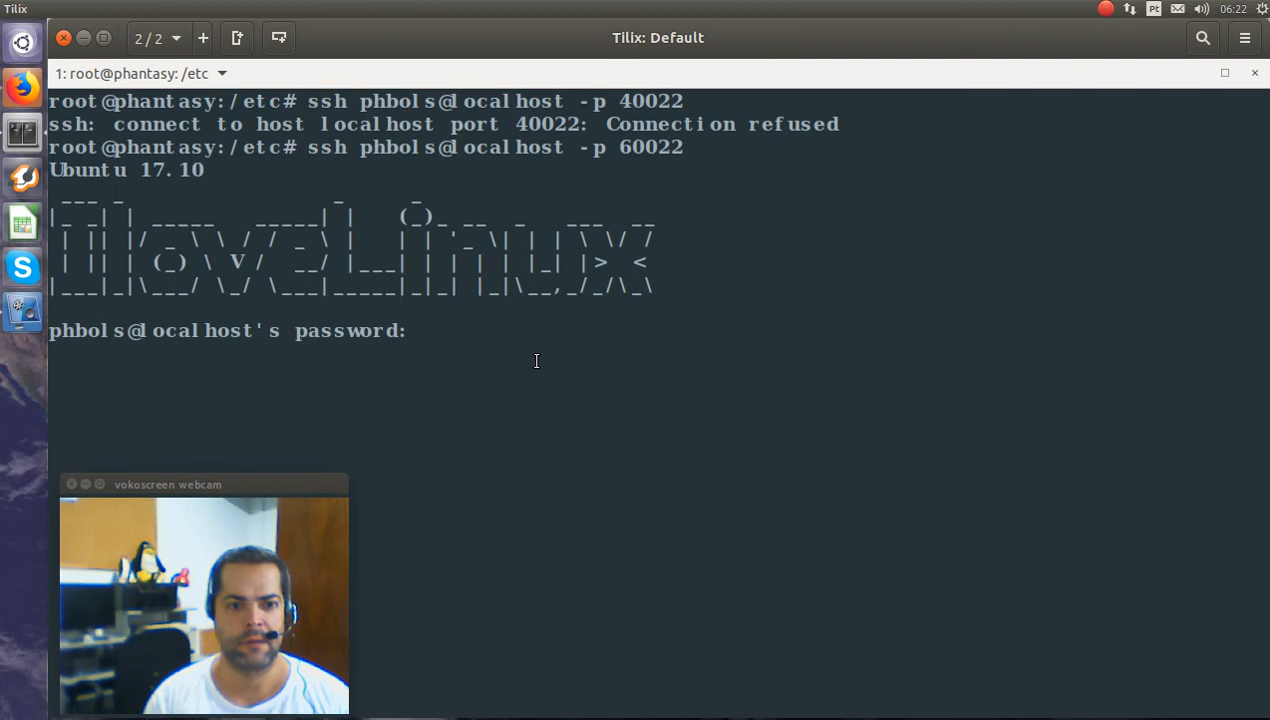 Tilix
Pt
06:22
2 / 2
Tilix: Default
1: root@phantasy: /etc
root@phantasy:/etc# ssh phbols@localhost -p 40022
ssh: connect to host localhost port 40022: Connection refused
root@phantasy:/etc# ssh phbols@localhost -p 60022
Ubuntu 17.10
IloveLinux
phbols@localhost's password:
vokoscreen webcam